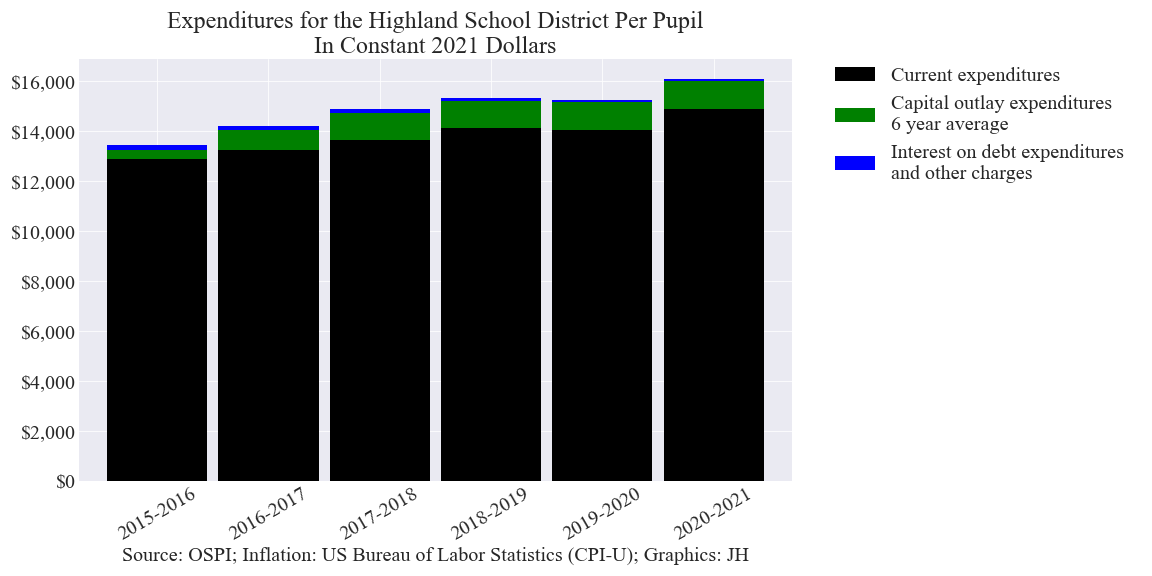 Expenditures for the Highland School District Per Pupil
In Constant 2021 Dollars
$16,000
$14,000
$12,000
$10,000
$8,000
$6,000
$4,000
$2,000
$0
2015-2016
2016-2017
2017-2018
2018-2019
2019-2020
2020-2021
Source: OSPI; Inflation: US Bureau of Labor Statistics (CPI-U); Graphics: JH
Current expenditures
Capital outlay expenditures
6 year average
Interest on debt expenditures
and other charges